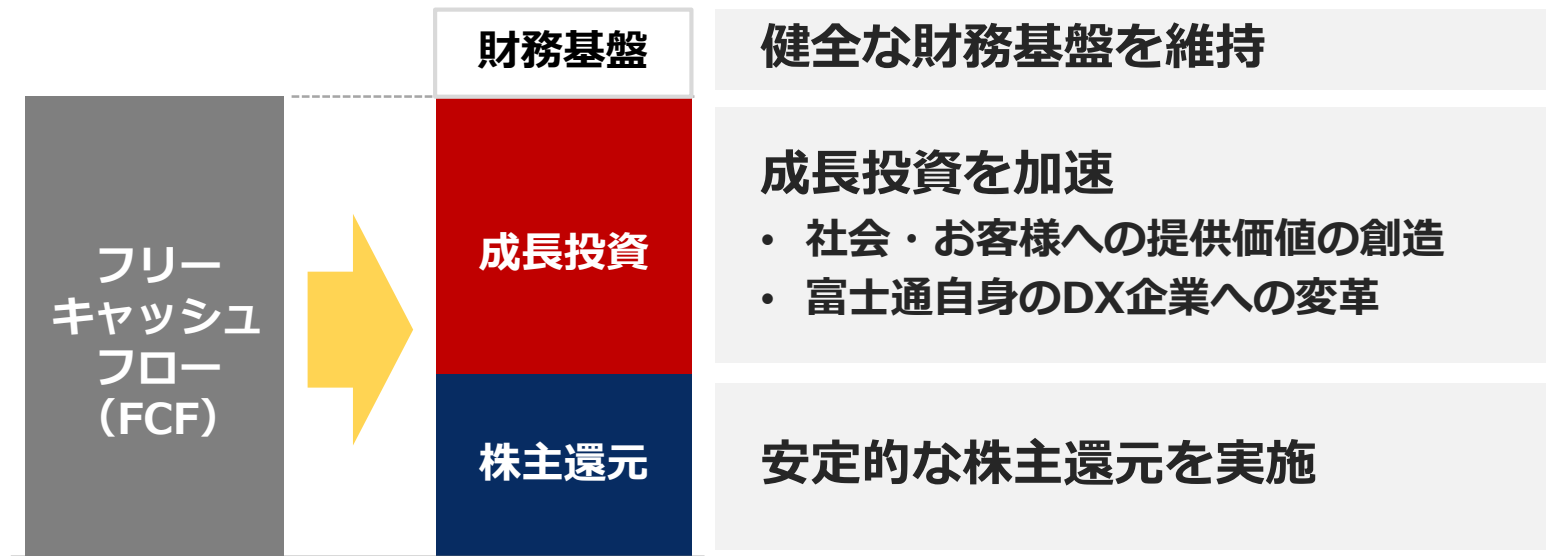 財務基盤
健全な財務基盤を維持
フリー
キャッシュ
フロー
（FCF）
成長投資
成長投資を加速
• 社会・お客様への提供価値の創造
• 富士通自身のDX企業への変革
株主還元
安定的な株主還元を実施